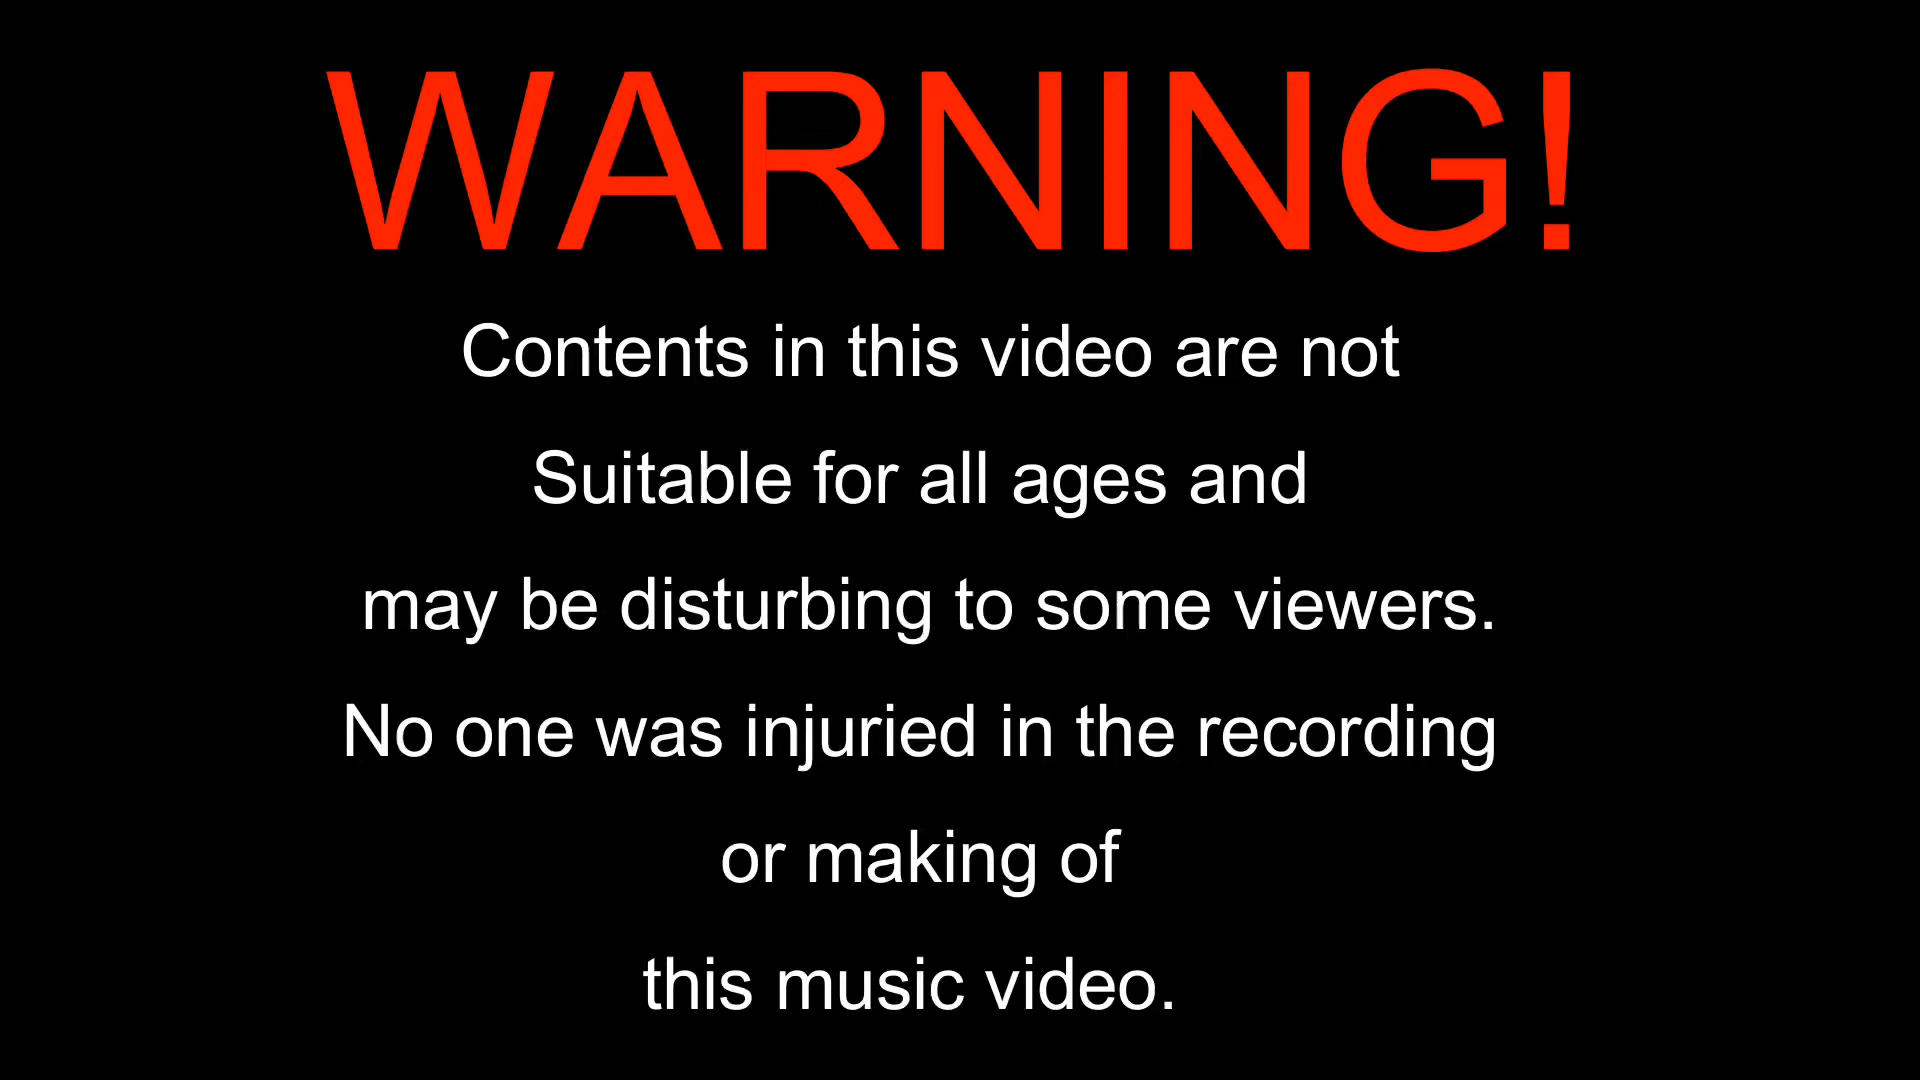 WARNING!
Contents in this video are not
Suitable for all ages and
may be disturbing to some viewers.
No one was injuried in the recording
or making of
this music video.